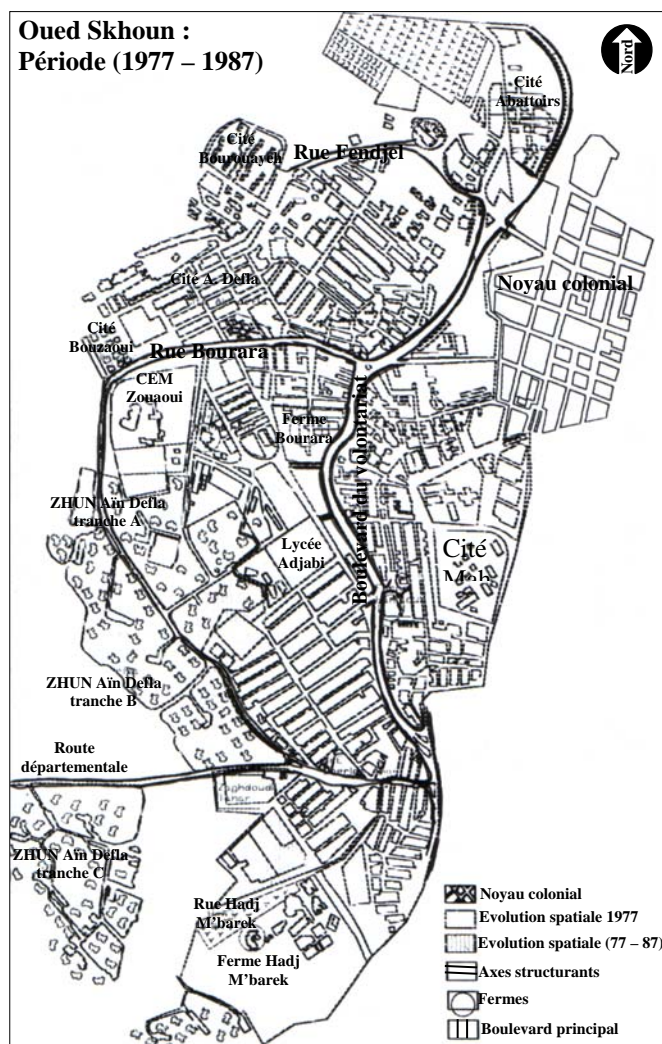 Oued Skhoun :
Période (1977 – 1987)
Nord
Cité
Abattoirs
Cité
Bourouayeh
Rue Fendjel
Noyau colonial
Cité A. Defla
Cité
Bouzaoui
Rue Bourara
CEM
Zouaoui
Ferme
Bourara
Boulevard du volontariat
ZHUN Aïn Defla
tranche A
Lycée
Adjabi
Cité
ZHUN Aïn Defla
tranche B
Route
départementale
ZHUN Aïn Defla
tranche C
Rue Hadj
M'barek
Ferme Hadj
M'barek
Noyau colonial
Evolution spatiale 1977
Evolution spatiale (77 – 87)
Axes structurants
Fermes
Boulevard principal